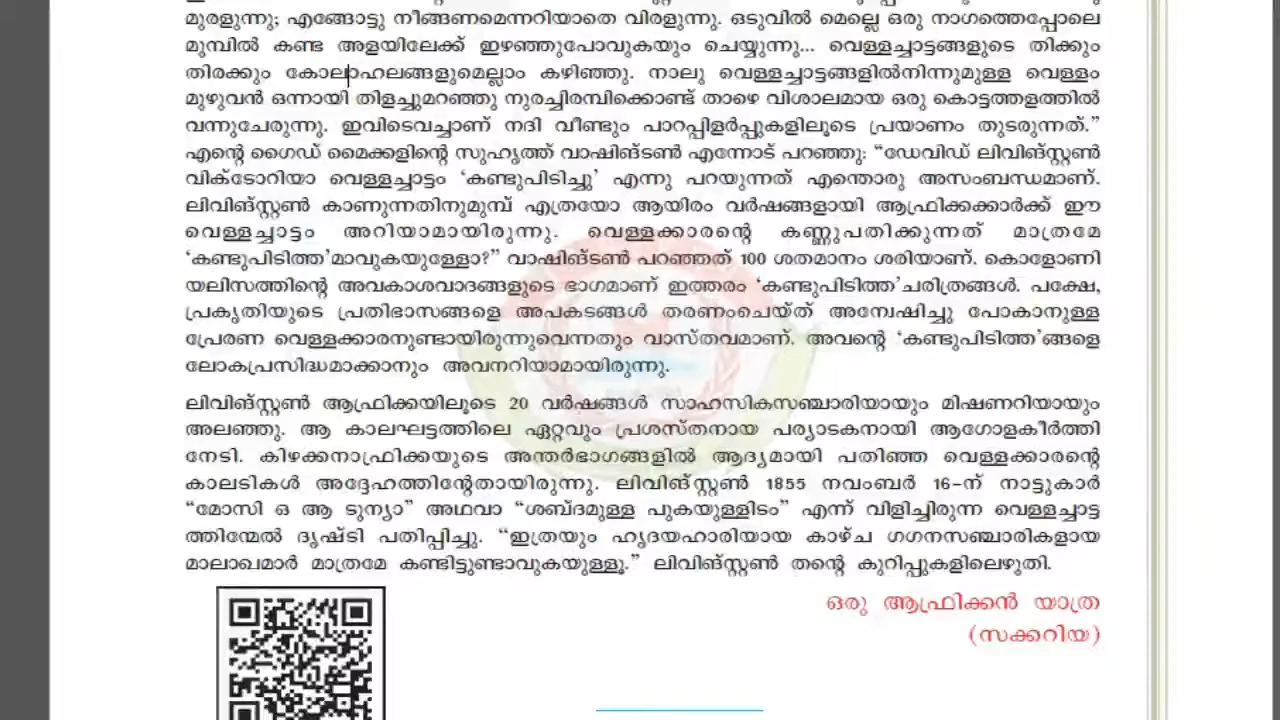 മുരളുന്നു; എങ്ങോട്ടു നീങ്ങണമെന്നറിയാതെ വിരളുന്നു. ഒടുവിൽ മെല്ലെ ഒരു നാഗത്തെപ്പോലെ
മുമ്പിൽ കണ്ട അളയിലേക്ക് ഇഴഞ്ഞുപോവുകയും ചെയ്യുന്നു... വെള്ളച്ചാട്ടങ്ങളുടെ തിക്കും
തിരക്കും കോലാഹലങ്ങളുമെല്ലാം കഴിഞ്ഞു. നാലു വെള്ളച്ചാട്ടങ്ങളിൽനിന്നുമുള്ള വെള്ളം
മുഴുവൻ ഒന്നായി തിളച്ചുമറഞ്ഞു നുരച്ചിരമ്പിക്കൊണ്ട് താഴെ വിശാലമായ ഒരു കൊട്ടത്തളത്തിൽ
വന്നുചേരുന്നു. ഇവിടെവച്ചാണ് നദി വീണ്ടും പാറപ്പിളർപ്പുകളിലൂടെ പ്രയാണം തുടരുന്നത്.”
എന്റെ ഗൈഡ് മൈക്കളിന്റെ സുഹൃത്ത് വാഷിങ്ടൺ എന്നോട് പറഞ്ഞു: “ഡേവിഡ് ലിവിങ്സ്റ്റൺ
വിക്ടോറിയാ വെള്ളച്ചാട്ടം ‘കണ്ടുപിടിച്ചു’ എന്നു പറയുന്നത് എന്തൊരു അസംബന്ധമാണ്.
ലിവിങ്സ്റ്റൺ കാണുന്നതിനുമുമ്പ് എത്രയോ ആയിരം വർഷങ്ങളായി ആഫ്രിക്കക്കാർക്ക് ഈ
വെള്ളച്ചാട്ടം അറിയാമായിരുന്നു. വെള്ളക്കാരന്റെ കണ്ണുപതിക്കുന്നത് മാത്രമേ
‘കണ്ടുപിടിത്ത’മാവുകയുള്ളോ?” വാഷിങ്ടൺ പറഞ്ഞത് 100 ശതമാനം ശരിയാണ്. കൊളോണി
യലിസത്തിന്റെ അവകാശവാദങ്ങളുടെ ഭാഗമാണ് ഇത്തരം ‘കണ്ടുപിടിത്ത’ചരിത്രങ്ങൾ. പക്ഷേ,
പ്രകൃതിയുടെ പ്രതിഭാസങ്ങളെ അപകടങ്ങൾ തരണംചെയ്ത് അന്വേഷിച്ചു പോകാനുള്ള
പ്രേരണ വെള്ളക്കാരനുണ്ടായിരുന്നുവെന്നതും വാസ്തവമാണ്. അവന്റെ ‘കണ്ടുപിടിത്ത’ങ്ങളെ
ലോകപ്രസിദ്ധമാക്കാനും അവനറിയാമായിരുന്നു.
ലിവിങ്സ്റ്റൺ ആഫ്രിക്കയിലൂടെ 20 വർഷങ്ങൾ സാഹസികസഞ്ചാരിയായും മിഷണറിയായും
അലഞ്ഞു. ആ കാലഘട്ടത്തിലെ ഏറ്റവും പ്രശസ്തനായ പര്യാടകനായി ആഗോളകീർത്തി
നേടി. കിഴക്കനാഫ്രിക്കയുടെ അന്തർഭാഗങ്ങളിൽ ആദ്യമായി പതിഞ്ഞ വെള്ളക്കാരന്റെ
കാലടികൾ അദ്ദേഹത്തിന്റേതായിരുന്നു. ലിവിങ്സ്റ്റൺ 1855 നവംബർ 16-ന് നാട്ടുകാർ
“മോസി ഒ ആ ടുന്യാ” അഥവാ “ശബ്ദമുള്ള പുകയുള്ളിടം” എന്ന് വിളിച്ചിരുന്ന വെള്ളച്ചാട്ട
ത്തിന്മേൽ ദൃഷ്ടി പതിപ്പിച്ചു. “ഇത്രയും ഹൃദയഹാരിയായ കാഴ്ച ഗഗനസഞ്ചാരികളായ
മാലാഖമാർ മാത്രമേ കണ്ടിട്ടുണ്ടാവുകയുള്ളൂ.” ലിവിങ്സ്റ്റൺ തന്റെ കുറിപ്പുകളിലെഴുതി.
ഒരു ആഫ്രിക്കൻ യാത്ര
(സക്കറിയ)